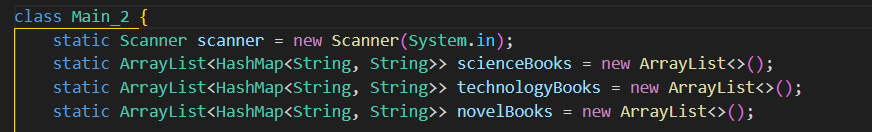 class Main_2 {
    static Scanner scanner = new Scanner(System.in);
    static ArrayList<HashMap<String, String>> scienceBooks = new ArrayList<>();
    static ArrayList<HashMap<String, String>> technologyBooks = new ArrayList<>();
    static ArrayList<HashMap<String, String>> novelBooks = new ArrayList<>();